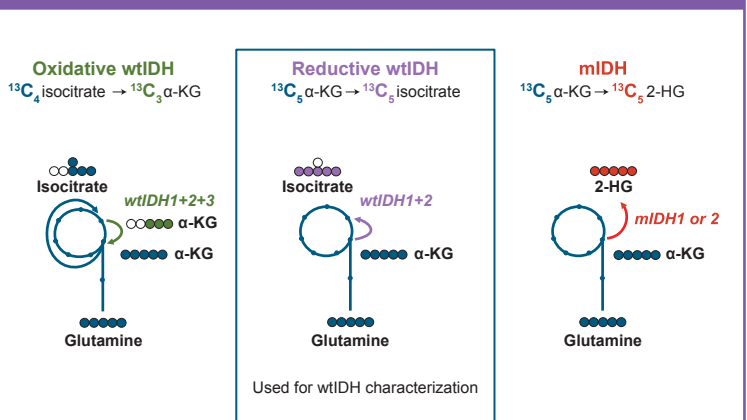 Oxidative wtIDH
¹³C₄ isocitrate → ¹³C₃ α-KG
Isocitrate
wtIDH1+2+3
α-KG
α-KG
Glutamine
Reductive wtIDH
¹³C₅ α-KG → ¹³C₅ isocitrate
Isocitrate
wtIDH1+2
α-KG
Glutamine
Used for wtIDH characterization
mIDH
¹³C₅ α-KG → ¹³C₅ 2-HG
2-HG
mIDH1 or 2
α-KG
Glutamine